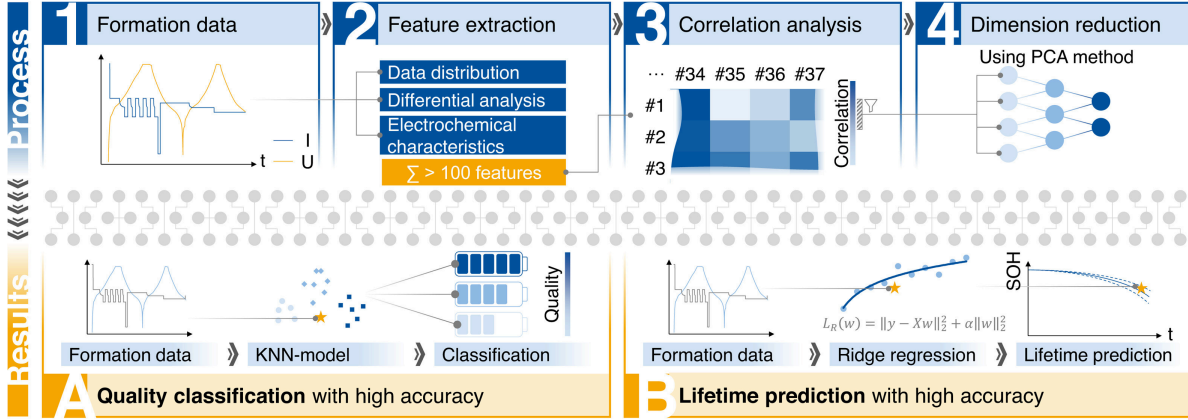 Process
1 Formation data
I
U
t
2 Feature extraction
Data distribution
Differential analysis
Electrochemical
characteristics
∑ > 100 features
3 Correlation analysis
... #34 #35 #36 #37
#1
#2
#3
Correlation
4 Dimension reduction
Using PCA method
Results
Quality
Formation data
KNN-model
Classification
A Quality classification with high accuracy
L_R(w) = ‖y − Xw‖₂² + α‖w‖₂²
SOH
t
Formation data
Ridge regression
Lifetime prediction
B Lifetime prediction with high accuracy